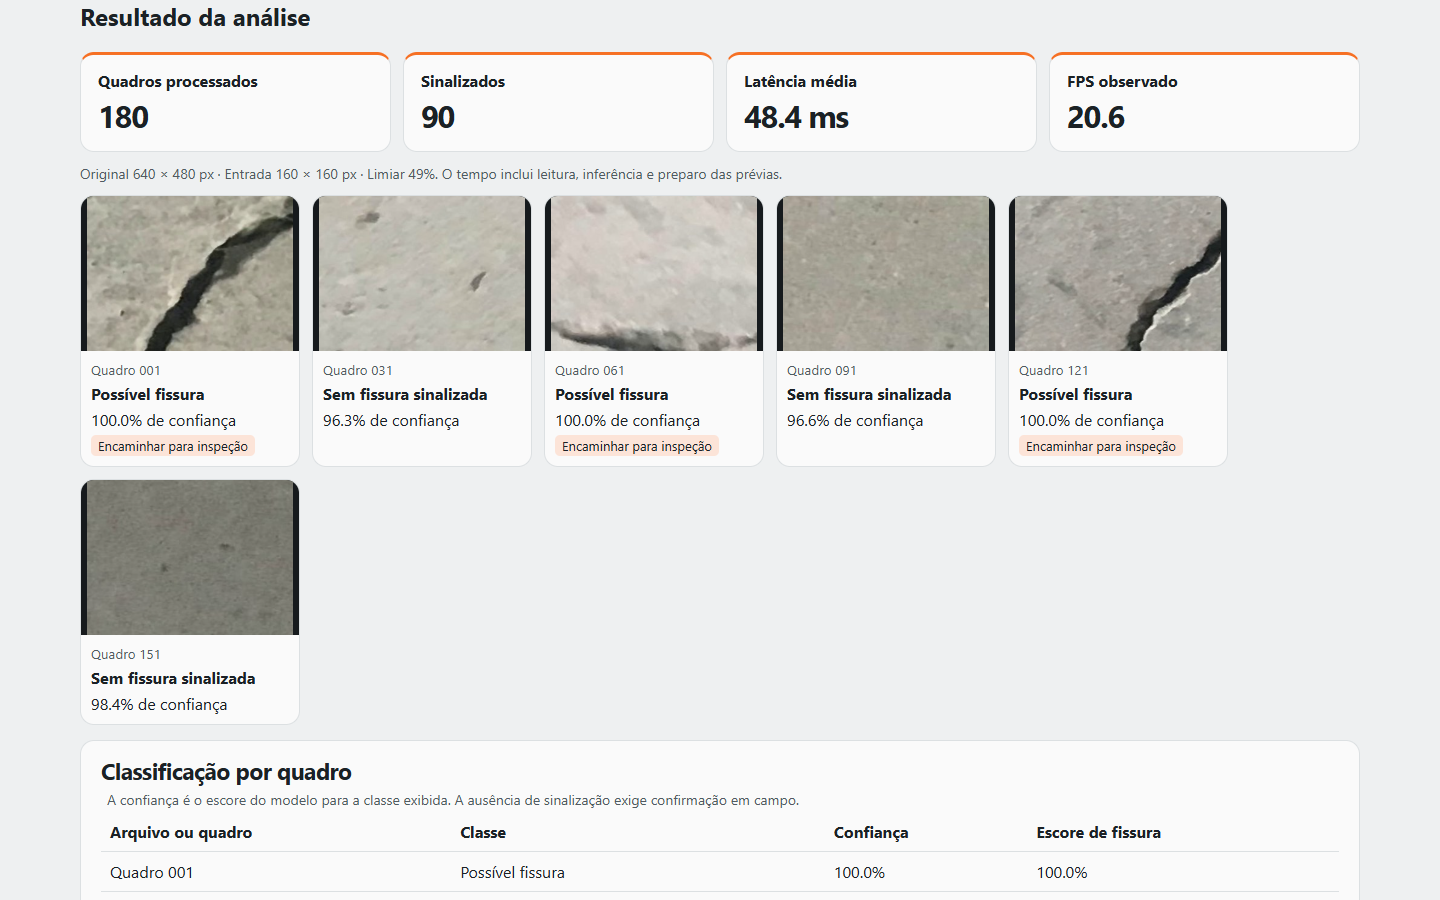 Resultado da análise
Quadros processados
180
Sinalizados
90
Latência média
48.4 ms
FPS observado
20.6
Original 640 × 480 px · Entrada 160 × 160 px · Limiar 49%. O tempo inclui leitura, inferência e preparo das prévias.
Quadro 001
Possível fissura
100.0% de confiança
Encaminhar para inspeção
Quadro 031
Sem fissura sinalizada
96.3% de confiança
Quadro 061
Possível fissura
100.0% de confiança
Encaminhar para inspeção
Quadro 091
Sem fissura sinalizada
96.6% de confiança
Quadro 121
Possível fissura
100.0% de confiança
Encaminhar para inspeção
Quadro 151
Sem fissura sinalizada
98.4% de confiança
Classificação por quadro
A confiança é o escore do modelo para a classe exibida. A ausência de sinalização exige confirmação em campo.
Arquivo ou quadro Classe Confiança Escore de fissura
Quadro 001 Possível fissura 100.0% 100.0%